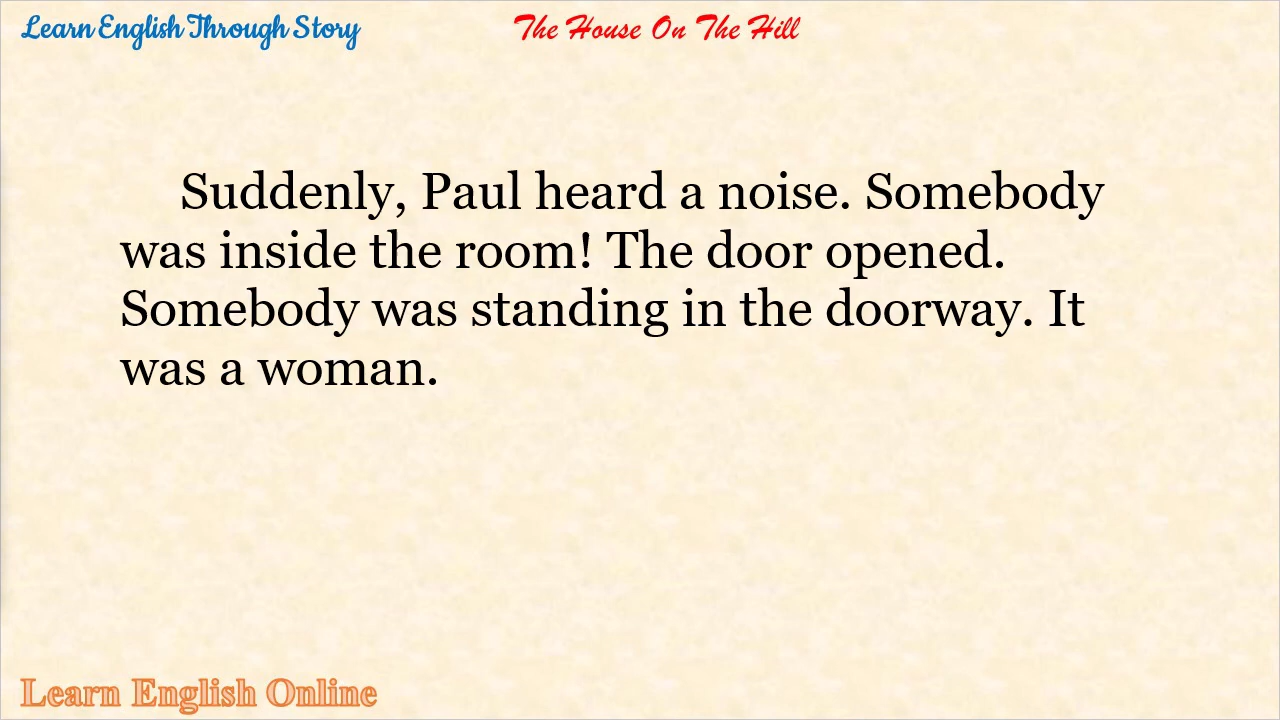 Learn English Through Story
The House On The Hill
Suddenly, Paul heard a noise. Somebody
was inside the room! The door opened.
Somebody was standing in the doorway. It
was a woman.
Learn English Online